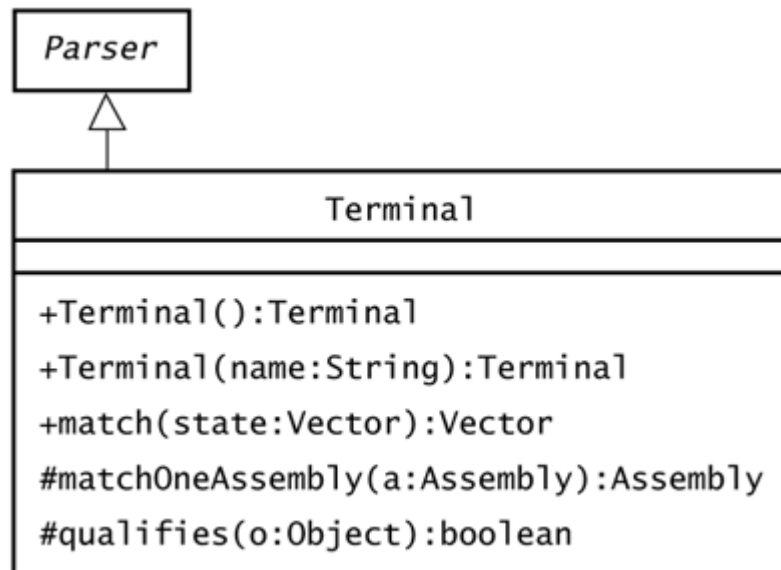 Parser
Terminal
+Terminal():Terminal
+Terminal(name:String):Terminal
+match(state:Vector):Vector
#matchOneAssembly(a:Assembly):Assembly
#qualifies(o:Object):boolean